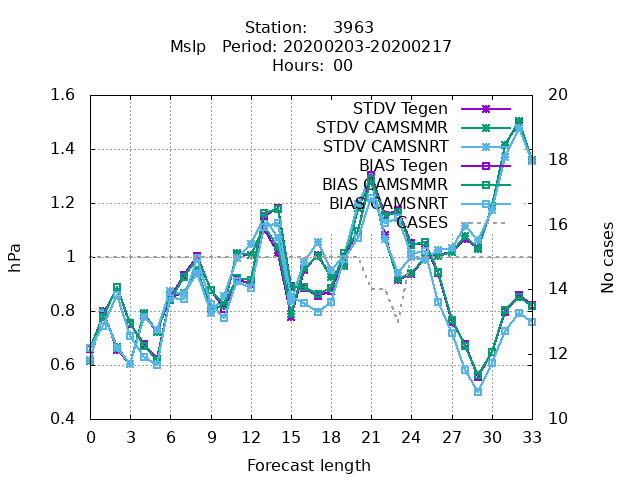 Station: 3963
Mslp Period: 20200203-20200217
Hours: 00
STDV Tegen
STDV CAMSMMR
STDV CAMSNRT
BIAS Tegen
BIAS CAMSMMR
BIAS CAMSNRT
CASES
hPa
1.6
1.4
1.2
1
0.8
0.6
0.4
20
18
16
14
12
10
No cases
0 3 6 9 12 15 18 21 24 27 30 33
Forecast length